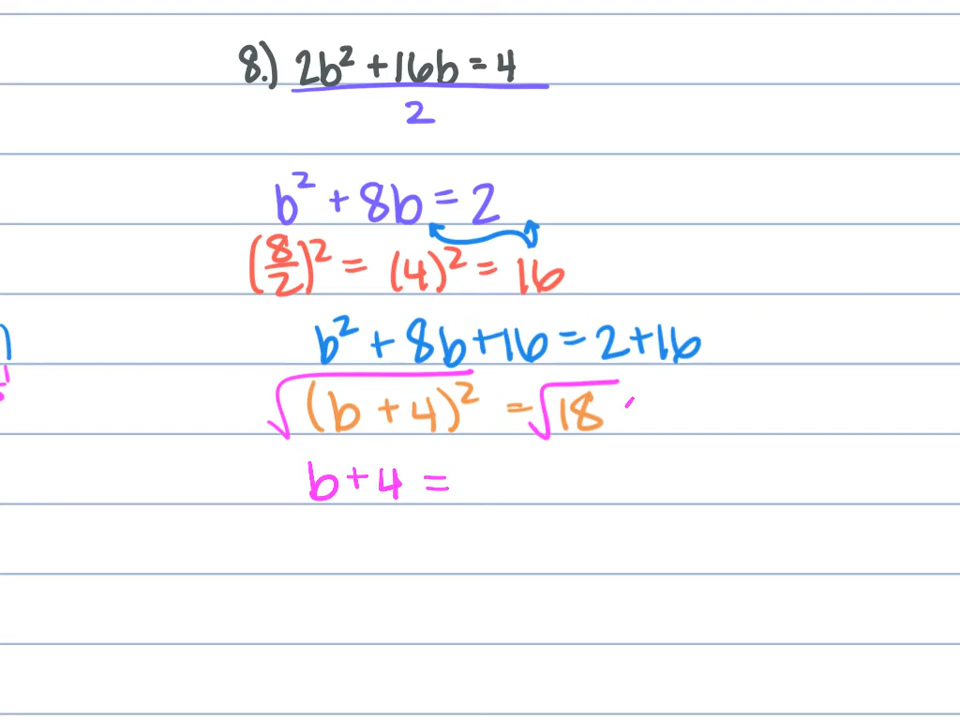 8.) 2b² + 16b = 4
2
b² + 8b = 2
(8/2)² = (4)² = 16
b² + 8b + 16 = 2 + 16
√(b + 4)² = √18
b + 4 =